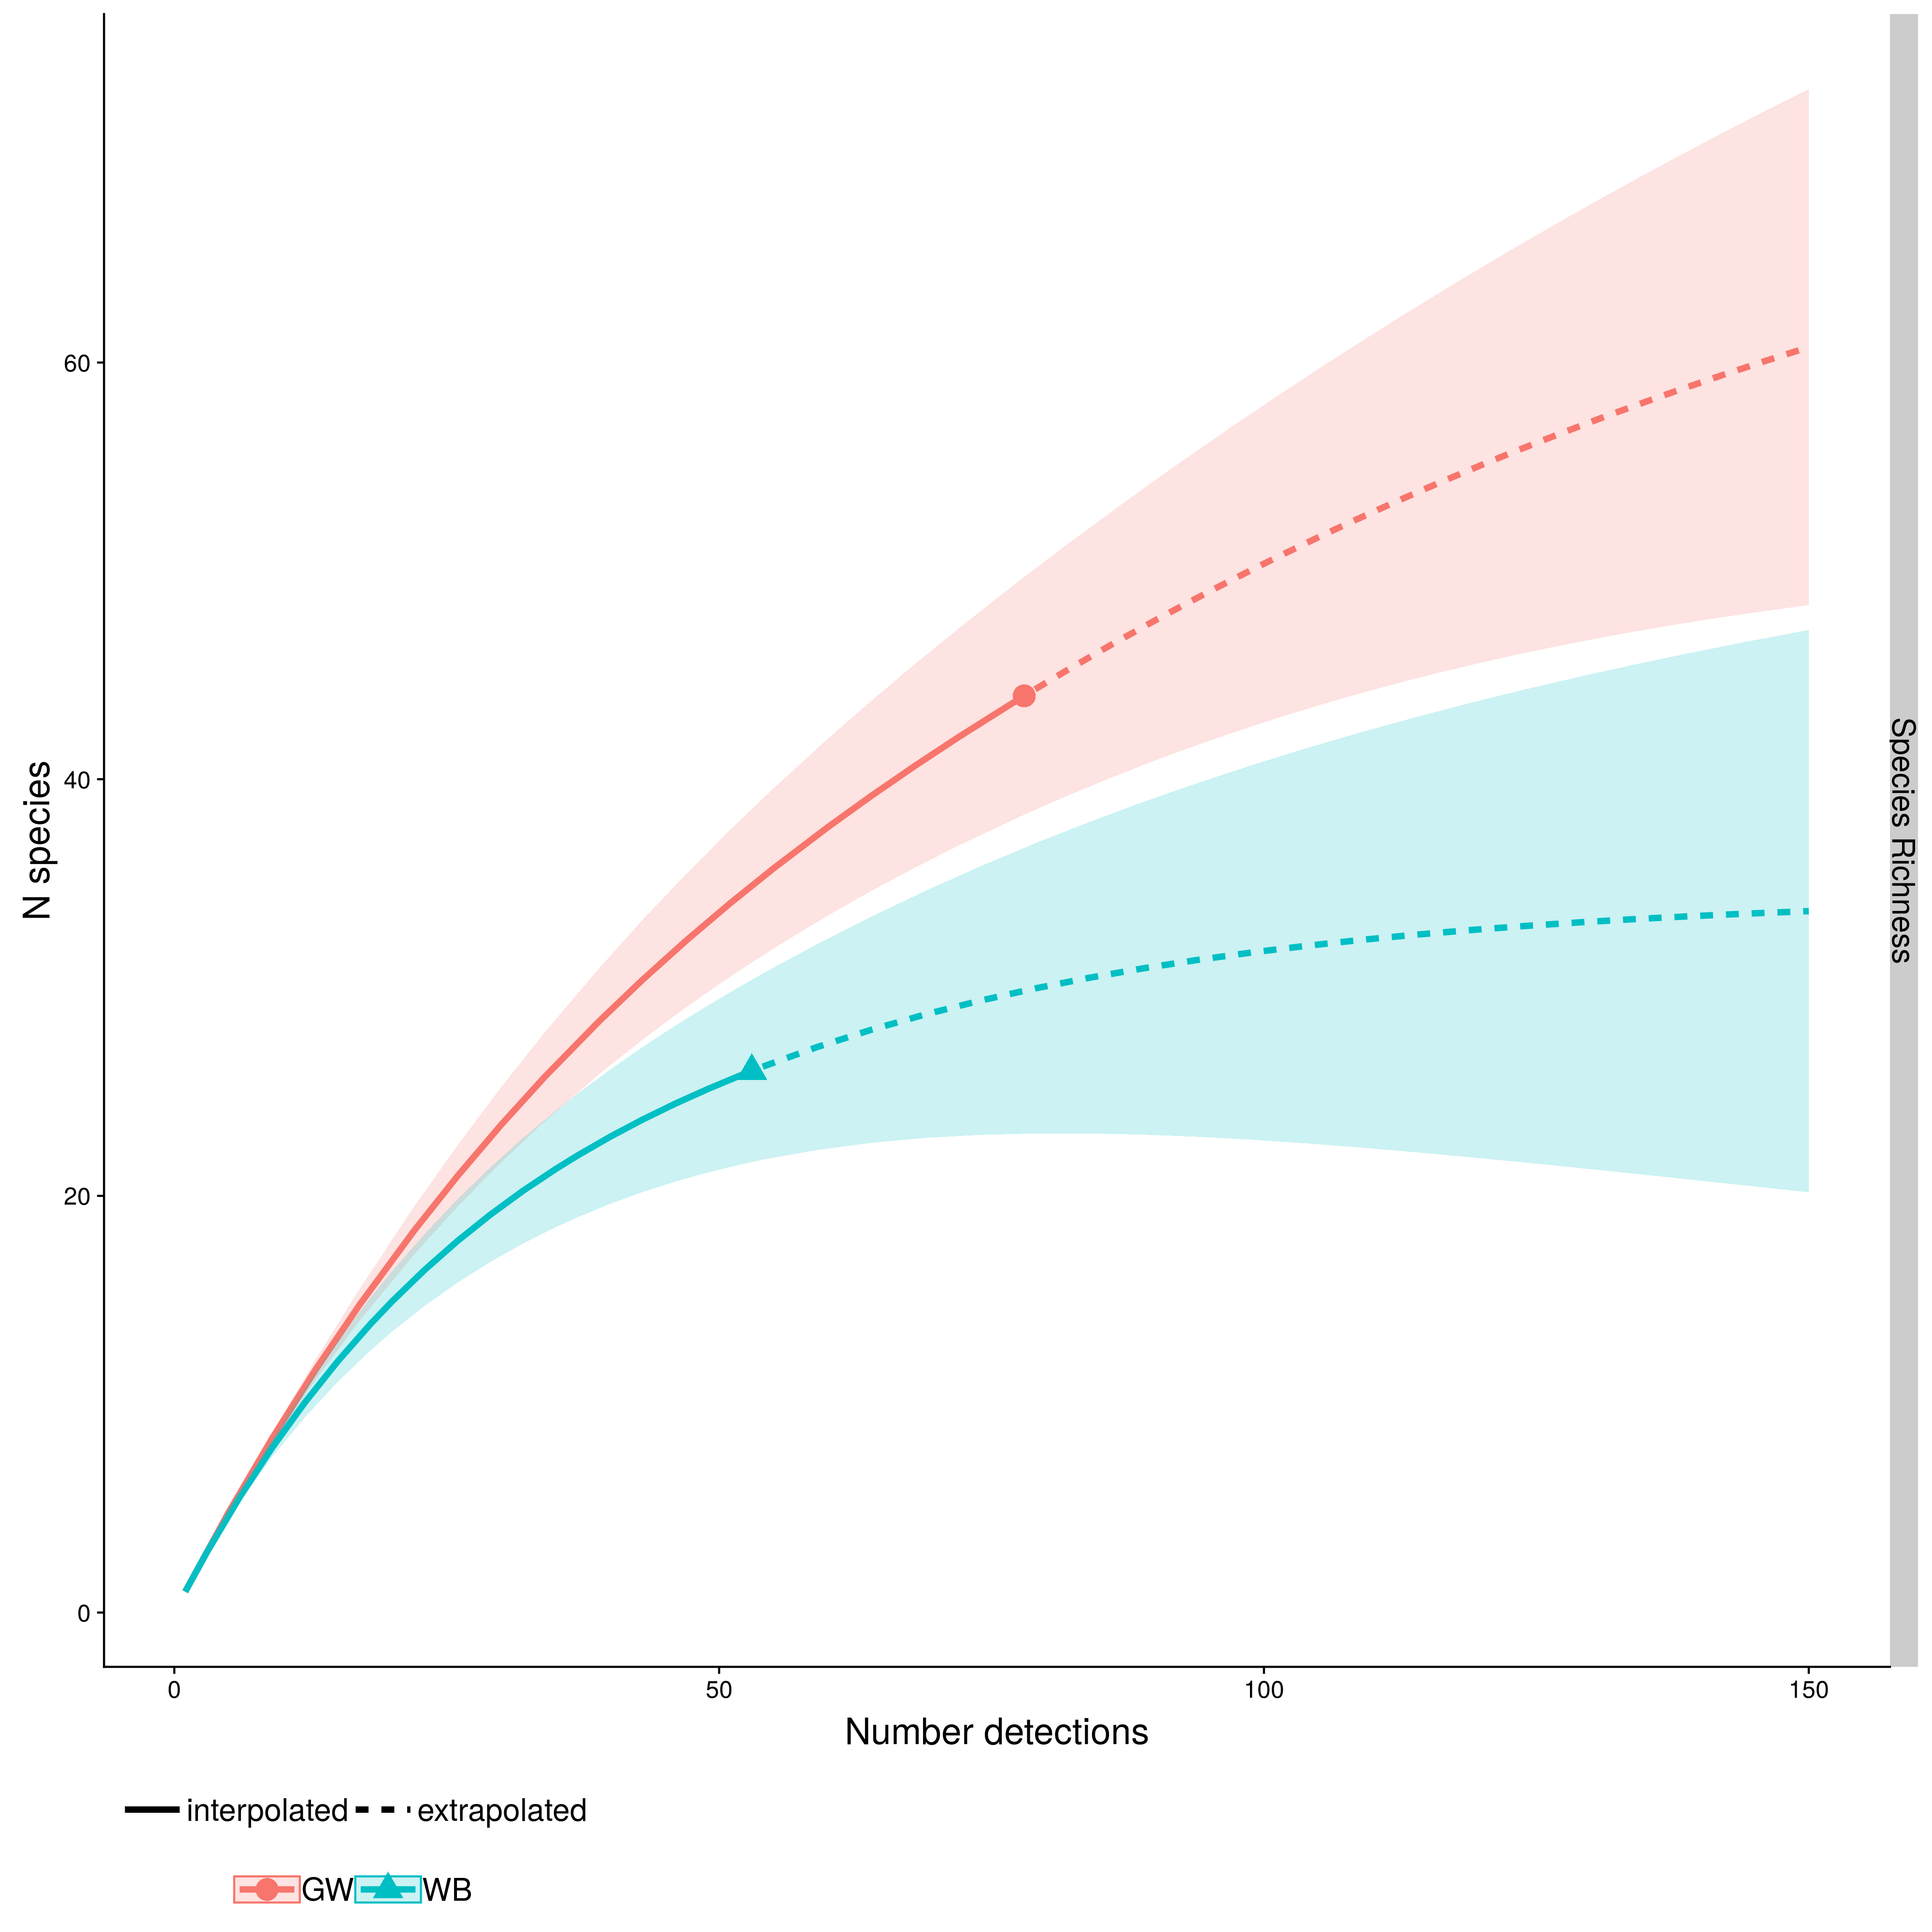 60
40
20
0
N species
Species Richness
0 50 100 150
Number detections
interpolated extrapolated
GW WB